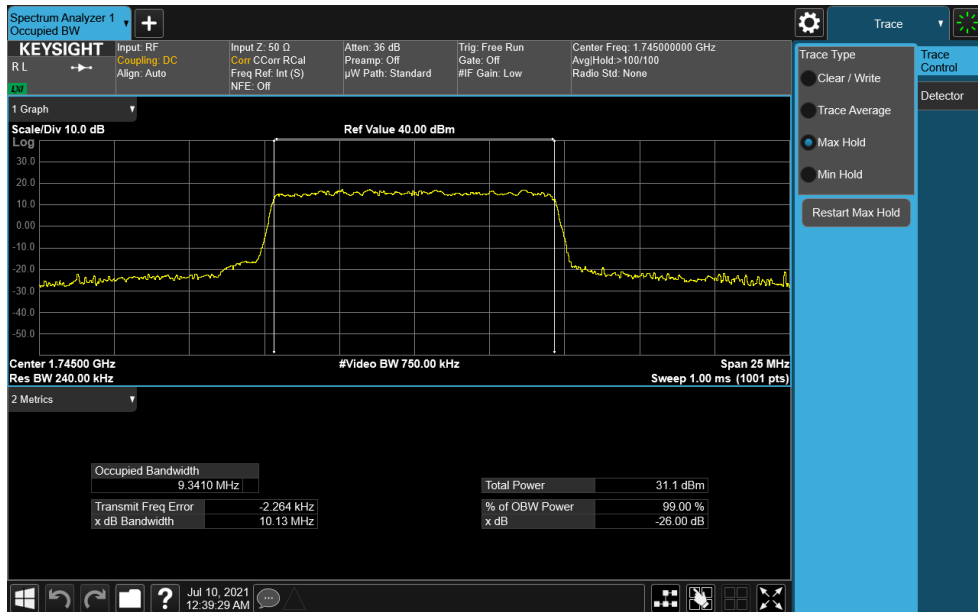 Spectrum Analyzer 1
Occupied BW
Trace
KEYSIGHT
R L
LXI
Input: RF
Coupling: DC
Align: Auto
Input Z: 50 Ω
Corr CCorr RCal
Freq Ref: Int (S)
NFE: Off
Atten: 36 dB
Preamp: Off
µW Path: Standard
Trig: Free Run
Gate: Off
#IF Gain: Low
Center Freq: 1.745000000 GHz
Avg|Hold:>100/100
Radio Std: None
Trace Type
Clear / Write
Trace Average
Max Hold
Min Hold
Restart Max Hold
Trace
Control
Detector
1 Graph
Scale/Div 10.0 dB
Ref Value 40.00 dBm
Log
30.0
20.0
10.0
0.00
-10.0
-20.0
-30.0
-40.0
-50.0
Center 1.74500 GHz
#Video BW 750.00 kHz
Span 25 MHz
Res BW 240.00 kHz
Sweep 1.00 ms (1001 pts)
2 Metrics
Occupied Bandwidth
9.3410 MHz
Total Power 31.1 dBm
Transmit Freq Error -2.264 kHz
% of OBW Power 99.00 %
x dB Bandwidth 10.13 MHz
x dB -26.00 dB
?
Jul 10, 2021
12:39:29 AM